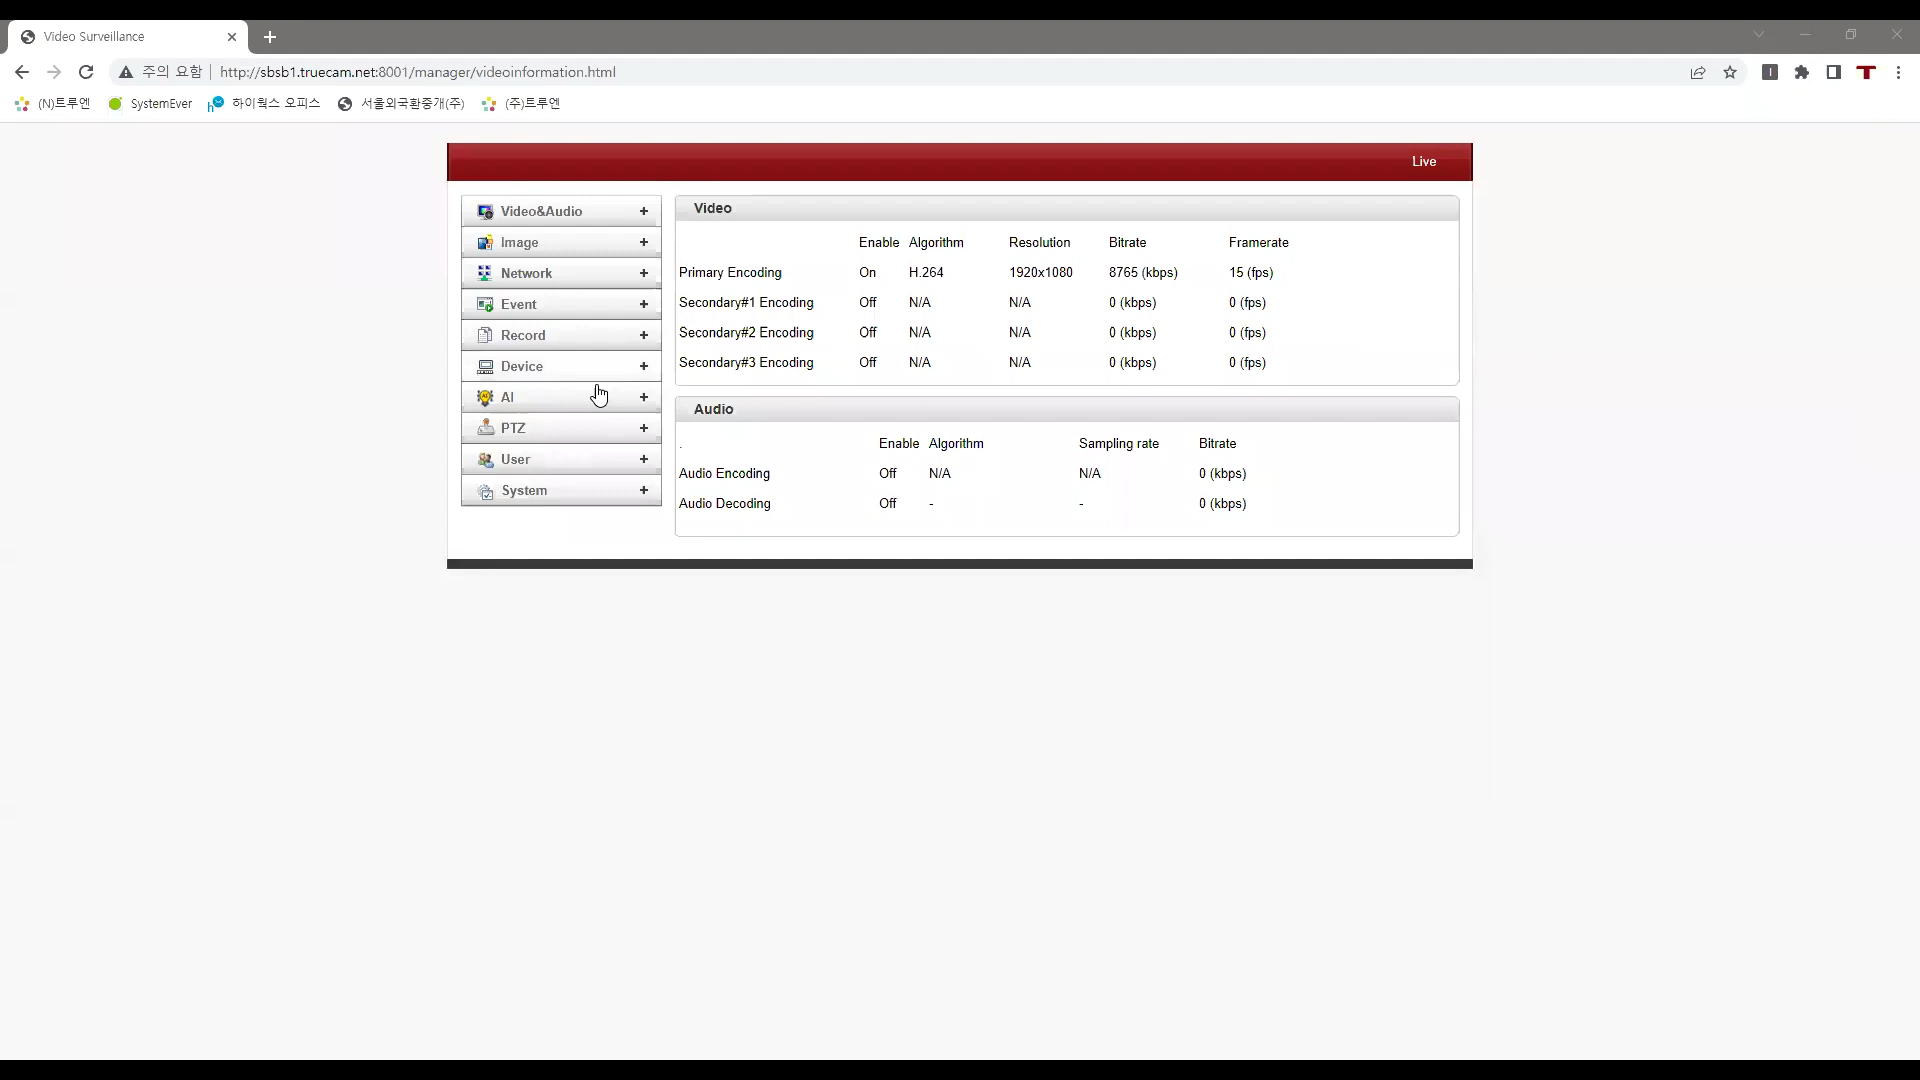 Video Surveillance
주의 요함 http://sbsb1.truecam.net:8001/manager/videoinformation.html
(N)트루엔 SystemEver 하이웍스 오피스 서울외국환중개(주) (주)트루엔
Live
Video&Audio +
Image +
Network +
Event +
Record +
Device +
AI +
PTZ +
User +
System +
Video
Enable Algorithm Resolution Bitrate Framerate
Primary Encoding On H.264 1920x1080 8765 (kbps) 15 (fps)
Secondary#1 Encoding Off N/A N/A 0 (kbps) 0 (fps)
Secondary#2 Encoding Off N/A N/A 0 (kbps) 0 (fps)
Secondary#3 Encoding Off N/A N/A 0 (kbps) 0 (fps)
Audio
. Enable Algorithm Sampling rate Bitrate
Audio Encoding Off N/A N/A 0 (kbps)
Audio Decoding Off - - 0 (kbps)